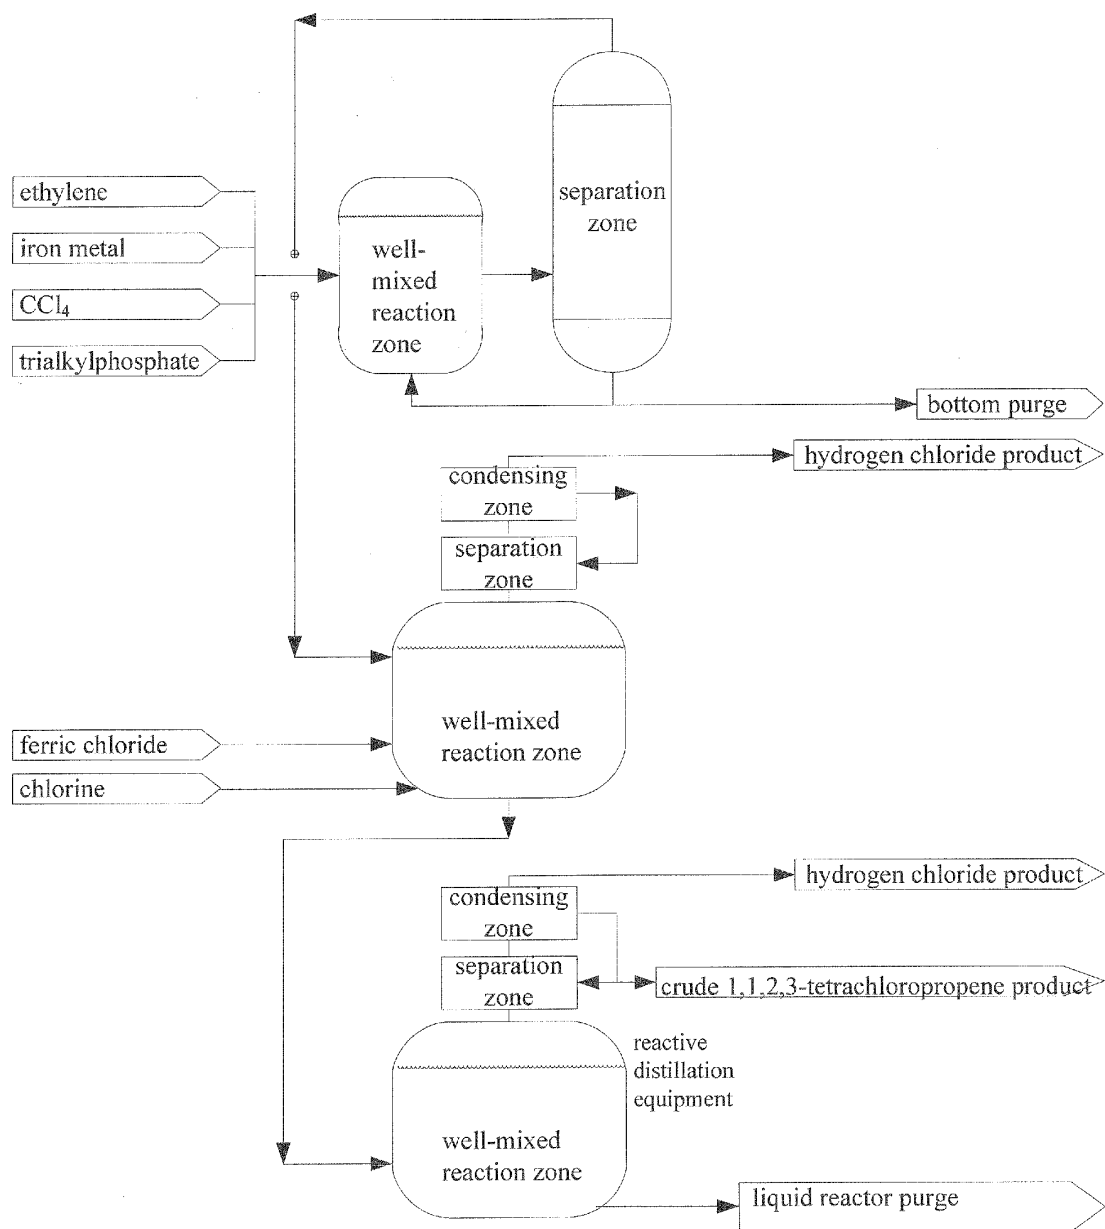 ethylene
iron metal
CCl₄
trialkylphosphate
well-
mixed
reaction
zone
separation
zone
bottom purge
hydrogen chloride product
condensing
zone
separation
zone
well-mixed
reaction zone
ferric chloride
chlorine
hydrogen chloride product
condensing
zone
separation
zone
crude 1,1,2,3-tetrachloropropene product
reactive
distillation
equipment
well-mixed
reaction zone
liquid reactor purge